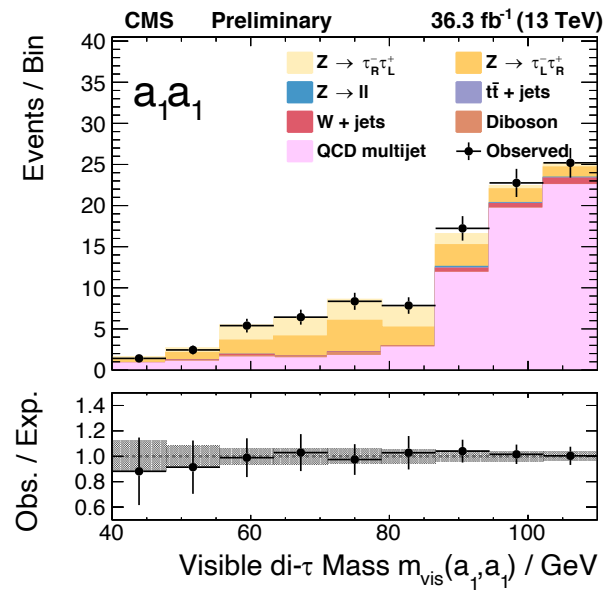 CMS Preliminary 36.3 fb⁻¹ (13 TeV)
a₁a₁
Z → τ⁻_R τ⁺_L Z → τ⁻_L τ⁺_R
Z → ll tt̄ + jets
W + jets Diboson
QCD multijet Observed
Events / Bin
40
35
30
25
20
15
10
5
0
Obs. / Exp.
1.4
1.2
1.0
0.8
0.6
40 60 80 100
Visible di-τ Mass m_vis(a₁,a₁) / GeV